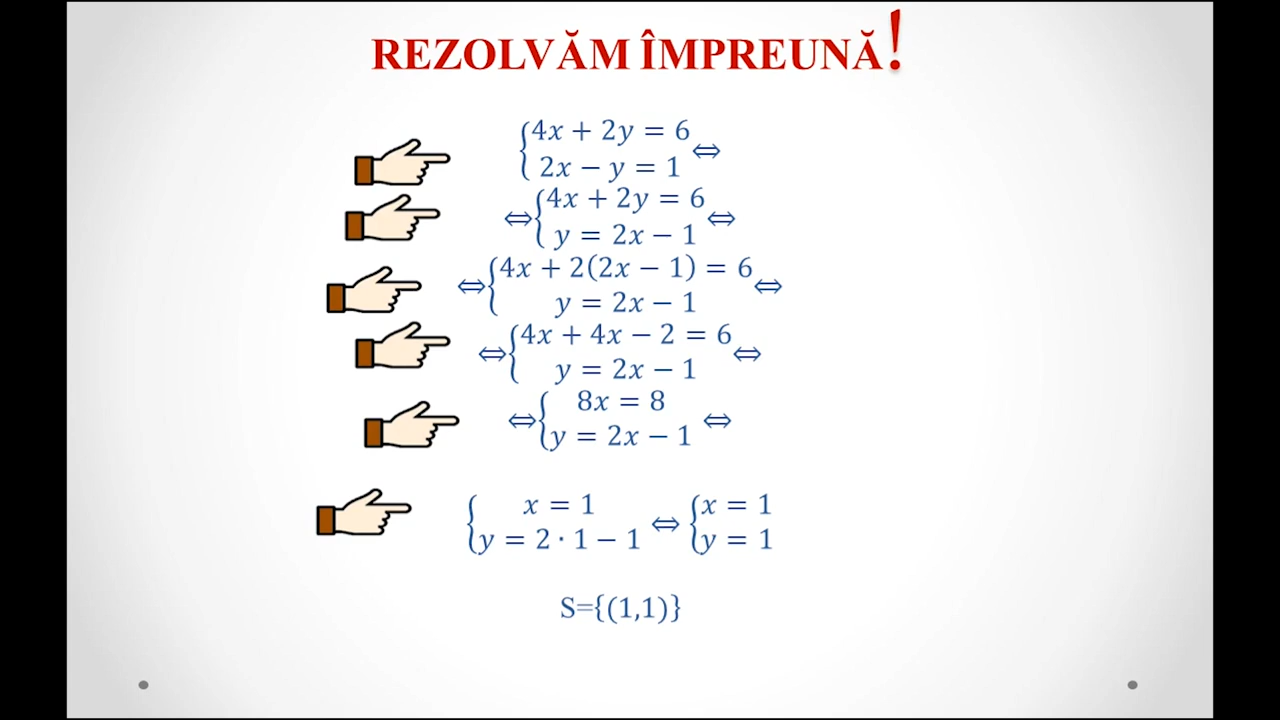 REZOLVĂM ÎMPREUNĂ!
{4x + 2y = 6
2x − y = 1 ⇔
⇔ {4x + 2y = 6
y = 2x − 1 ⇔
⇔ {4x + 2(2x − 1) = 6
y = 2x − 1 ⇔
⇔ {4x + 4x − 2 = 6
y = 2x − 1 ⇔
⇔ {8x = 8
y = 2x − 1 ⇔
{x = 1
y = 2 · 1 − 1 ⇔ {x = 1
y = 1
S={(1,1)}